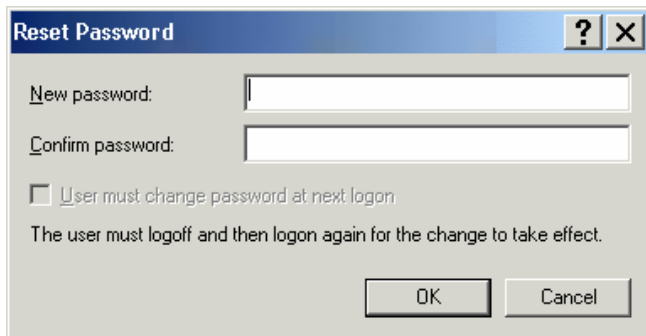 Reset Password
New password:
Confirm password:
User must change password at next logon
The user must logoff and then logon again for the change to take effect.
OK Cancel